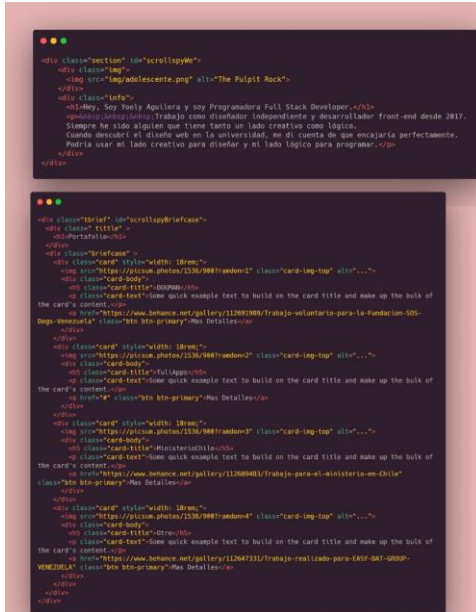 <div class="section" id="scrollspyWe">
<div class="img">
<img src="img/adolescente.png" alt="The Pulpit Rock">
</div>
<div class="info">
<h1>Hey, Soy Yoely Aguilera y soy Programadora Full Stack Developer.</h1>
<p>&nbsp;&nbsp;&nbsp;Trabajo como diseñador independiente y desarrollador front-end desde 2017.
Siempre he sido alguien que tiene tanto un lado creativo como lógico.
Cuando descubrí el diseño web en la universidad, me di cuenta de que encajaría perfectamente.
Podría usar mi lado creativo para diseñar y mi lado lógico para programar.</p>
</div>
</div>
<div class="tbrief" id="scrollspyBriefcase">
<div class=" tittle" >
<h1>Portafolio</h1>
</div>
<div class="briefcase" >
<div class="card" style="width: 18rem;">
<img src="https://picsum.photos/1536/900?ramdom=1" class="card-img-top" alt="...">
<div class="card-body">
<h5 class="card-title">DOGMAN</h5>
<p class="card-text">Some quick example text to build on the card title and make up the bulk of
the card's content.</p>
<a href="https://www.behance.net/gallery/112691909/Trabajo-voluntario-para-la-Fundacion-SOS-
Dogs-Venezuela" class="btn btn-primary">Mas Detalles</a>
</div>
</div>
<div class="card" style="width: 18rem;">
<img src="https://picsum.photos/1536/900?ramdom=2" class="card-img-top" alt="...">
<div class="card-body">
<h5 class="card-title">TuliApps</h5>
<p class="card-text">Some quick example text to build on the card title and make up the bulk of
the card's content.</p>
<a href="#" class="btn btn-primary">Mas Detalles</a>
</div>
</div>
<div class="card" style="width: 18rem;">
<img src="https://picsum.photos/1536/900?ramdom=3" class="card-img-top" alt="...">
<div class="card-body">
<h5 class="card-title">MinisterioChile</h5>
<p class="card-text">Some quick example text to build on the card title and make up the bulk of
the card's content.</p>
<a href="https://www.behance.net/gallery/112689483/Trabajo-para-el-ministerio-en-Chile"
class="btn btn-primary">Mas Detalles</a>
</div>
</div>
<div class="card" style="width: 18rem;">
<img src="https://picsum.photos/1536/900?ramdom=4" class="card-img-top" alt="...">
<div class="card-body">
<h5 class="card-title">Otro</h5>
<p class="card-text">Some quick example text to build on the card title and make up the bulk of
the card's content.</p>
<a href="https://www.behance.net/gallery/112647331/Trabajo-realizado-para-EASY-DAT-GROUP-
VENEZUELA" class="btn btn-primary">Mas Detalles</a>
</div>
</div>
</div>
</div>